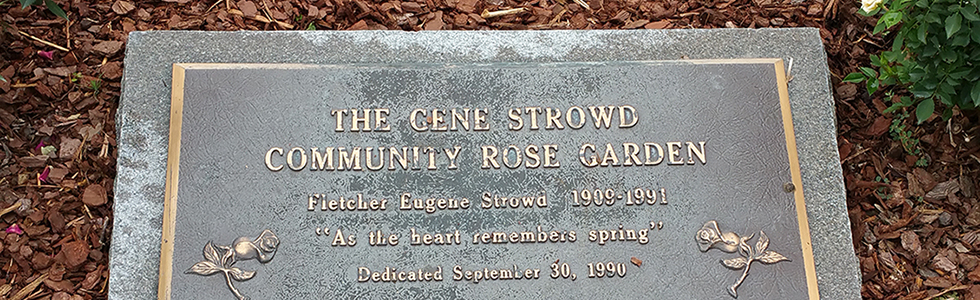 THE GENE STROWD
COMMUNITY ROSE GARDEN
Fletcher Eugene Strowd 1909-1991
"As the heart remembers spring"
Dedicated September 30, 1990